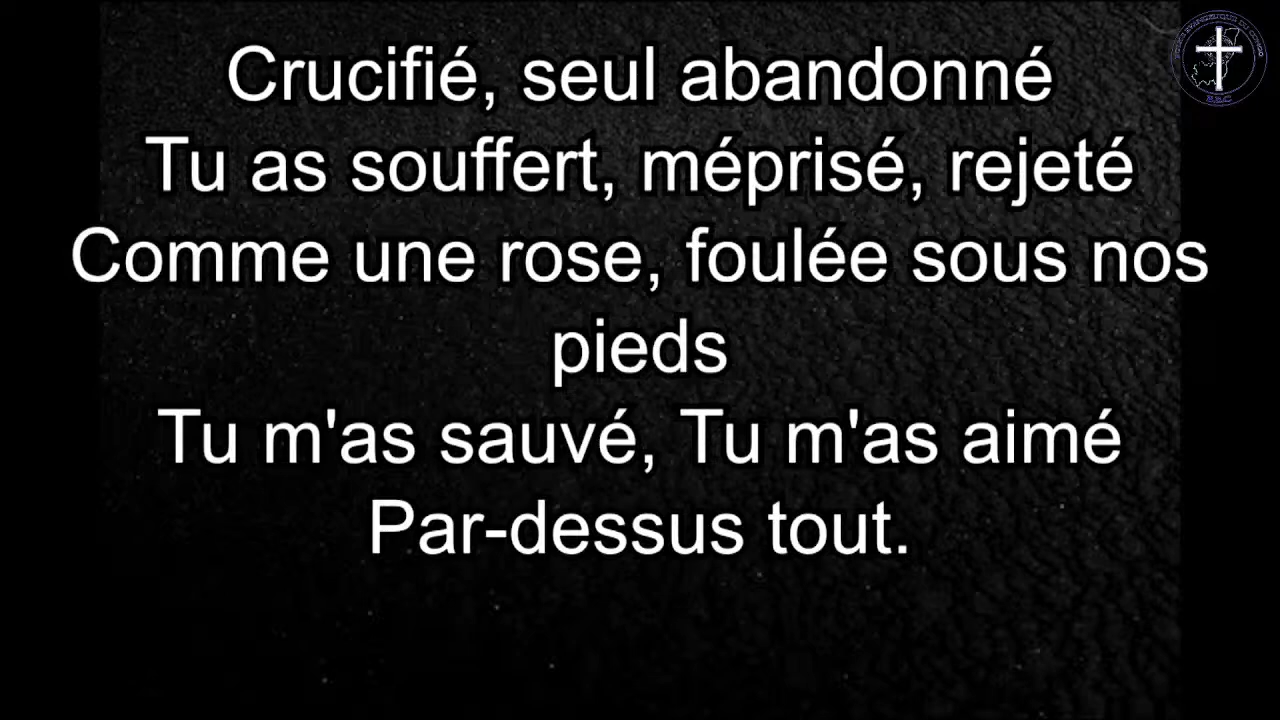 Crucifié, seul abandonné
Tu as souffert, méprisé, rejeté
Comme une rose, foulée sous nos
pieds
Tu m'as sauvé, Tu m'as aimé
Par-dessus tout.